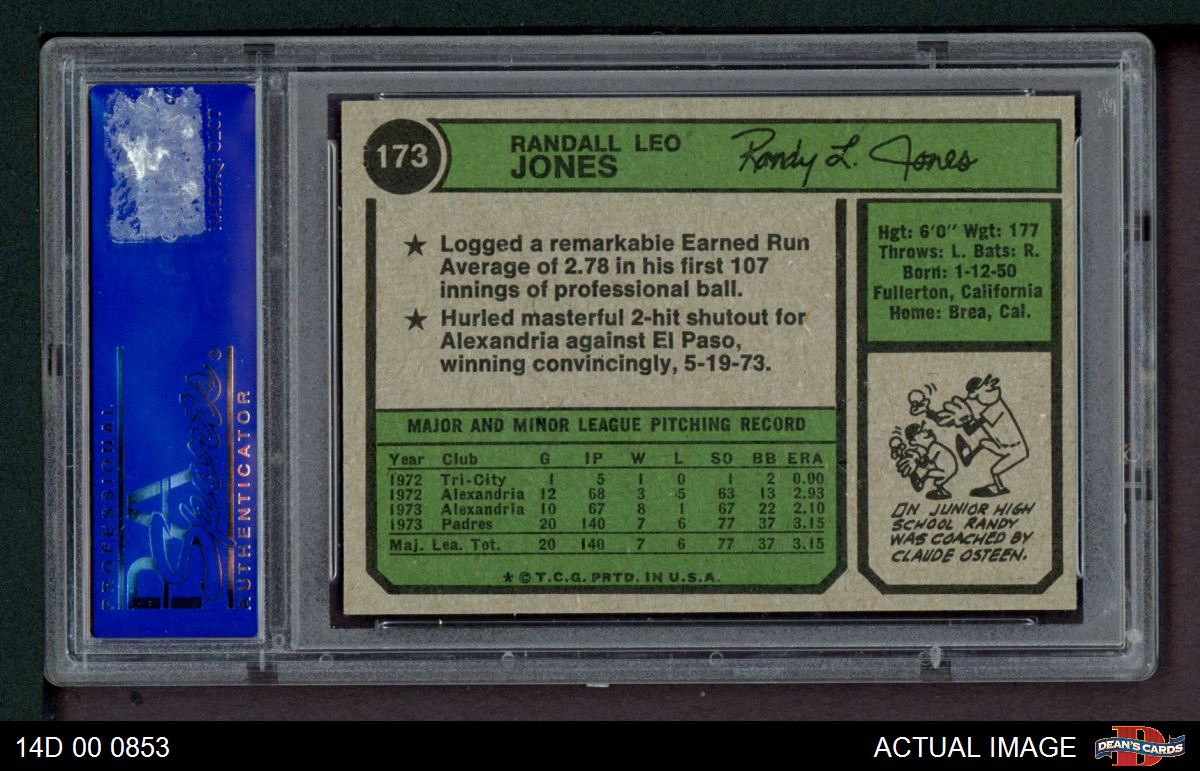 173
RANDALL LEO
JONES
Randy L. Jones
★ Logged a remarkable Earned Run
Average of 2.78 in his first 107
innings of professional ball.
★ Hurled masterful 2-hit shutout for
Alexandria against El Paso,
winning convincingly, 5-19-73.
MAJOR AND MINOR LEAGUE PITCHING RECORD
Year Club G IP W L SO BB ERA
1972 Tri-City 1 5 1 0 1 2 0.00
1972 Alexandria 12 68 3 5 63 13 2.93
1973 Alexandria 10 67 8 1 67 22 2.10
1973 Padres 20 140 7 6 77 37 3.15
Maj. Lea. Tot. 20 140 7 6 77 37 3.15
★ © T.C.G. PRTD. IN U.S.A.
Hgt: 6'0" Wgt: 177
Throws: L. Bats: R.
Born: 1-12-50
Fullerton, California
Home: Brea, Cal.
IN JUNIOR HIGH
SCHOOL RANDY
WAS COACHED BY
CLAUDE OSTEEN.
PROFESSIONAL
PSA
Sports
AUTHENTICATOR
NASDAQ: CLCT
14D 00 0853
ACTUAL IMAGE
D
DEAN'S CARDS